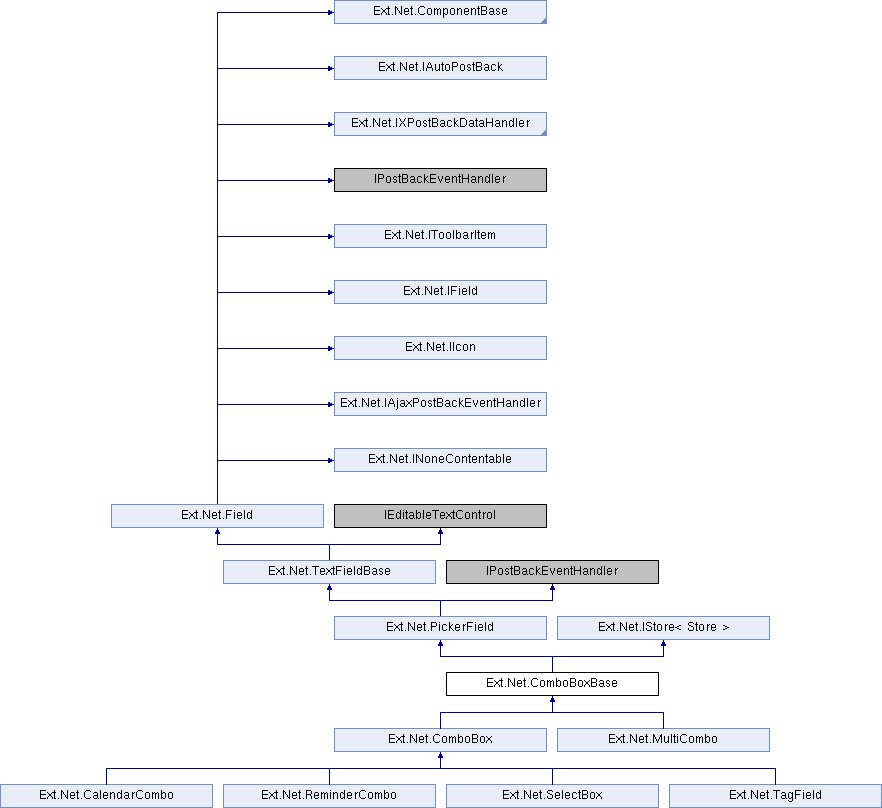 Ext.Net.ComponentBase
Ext.Net.IAutoPostBack
Ext.Net.IXPostBackDataHandler
IPostBackEventHandler
Ext.Net.IToolbarItem
Ext.Net.IField
Ext.Net.IIcon
Ext.Net.IAjaxPostBackEventHandler
Ext.Net.INoneContentable
Ext.Net.Field IEditableTextControl
Ext.Net.TextFieldBase IPostBackEventHandler
Ext.Net.PickerField Ext.Net.IStore< Store >
Ext.Net.ComboBoxBase
Ext.Net.ComboBox Ext.Net.MultiCombo
Ext.Net.CalendarCombo Ext.Net.ReminderCombo Ext.Net.SelectBox Ext.Net.TagField